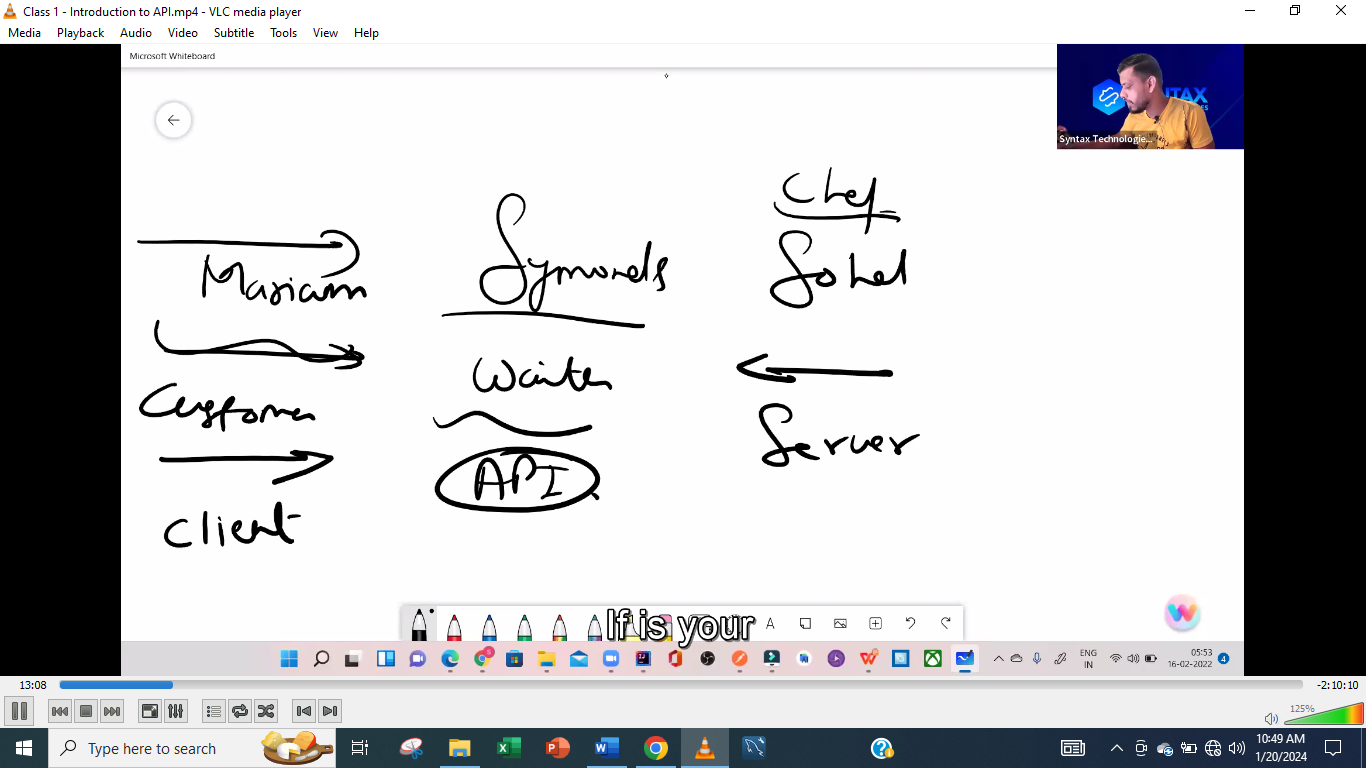 Class 1 - Introduction to API.mp4 - VLC media player
Media Playback Audio Video Subtitle Tools View Help
Microsoft Whiteboard
Syntax Technologie...
Chef
Mariam Symonds Sohel
Customer Waiter Server
API
Client
If is your
A
ENG
IN
05:53
16-02-2022
4
13:08
-2:10:10
125%
Type here to search
10:49 AM
1/20/2024